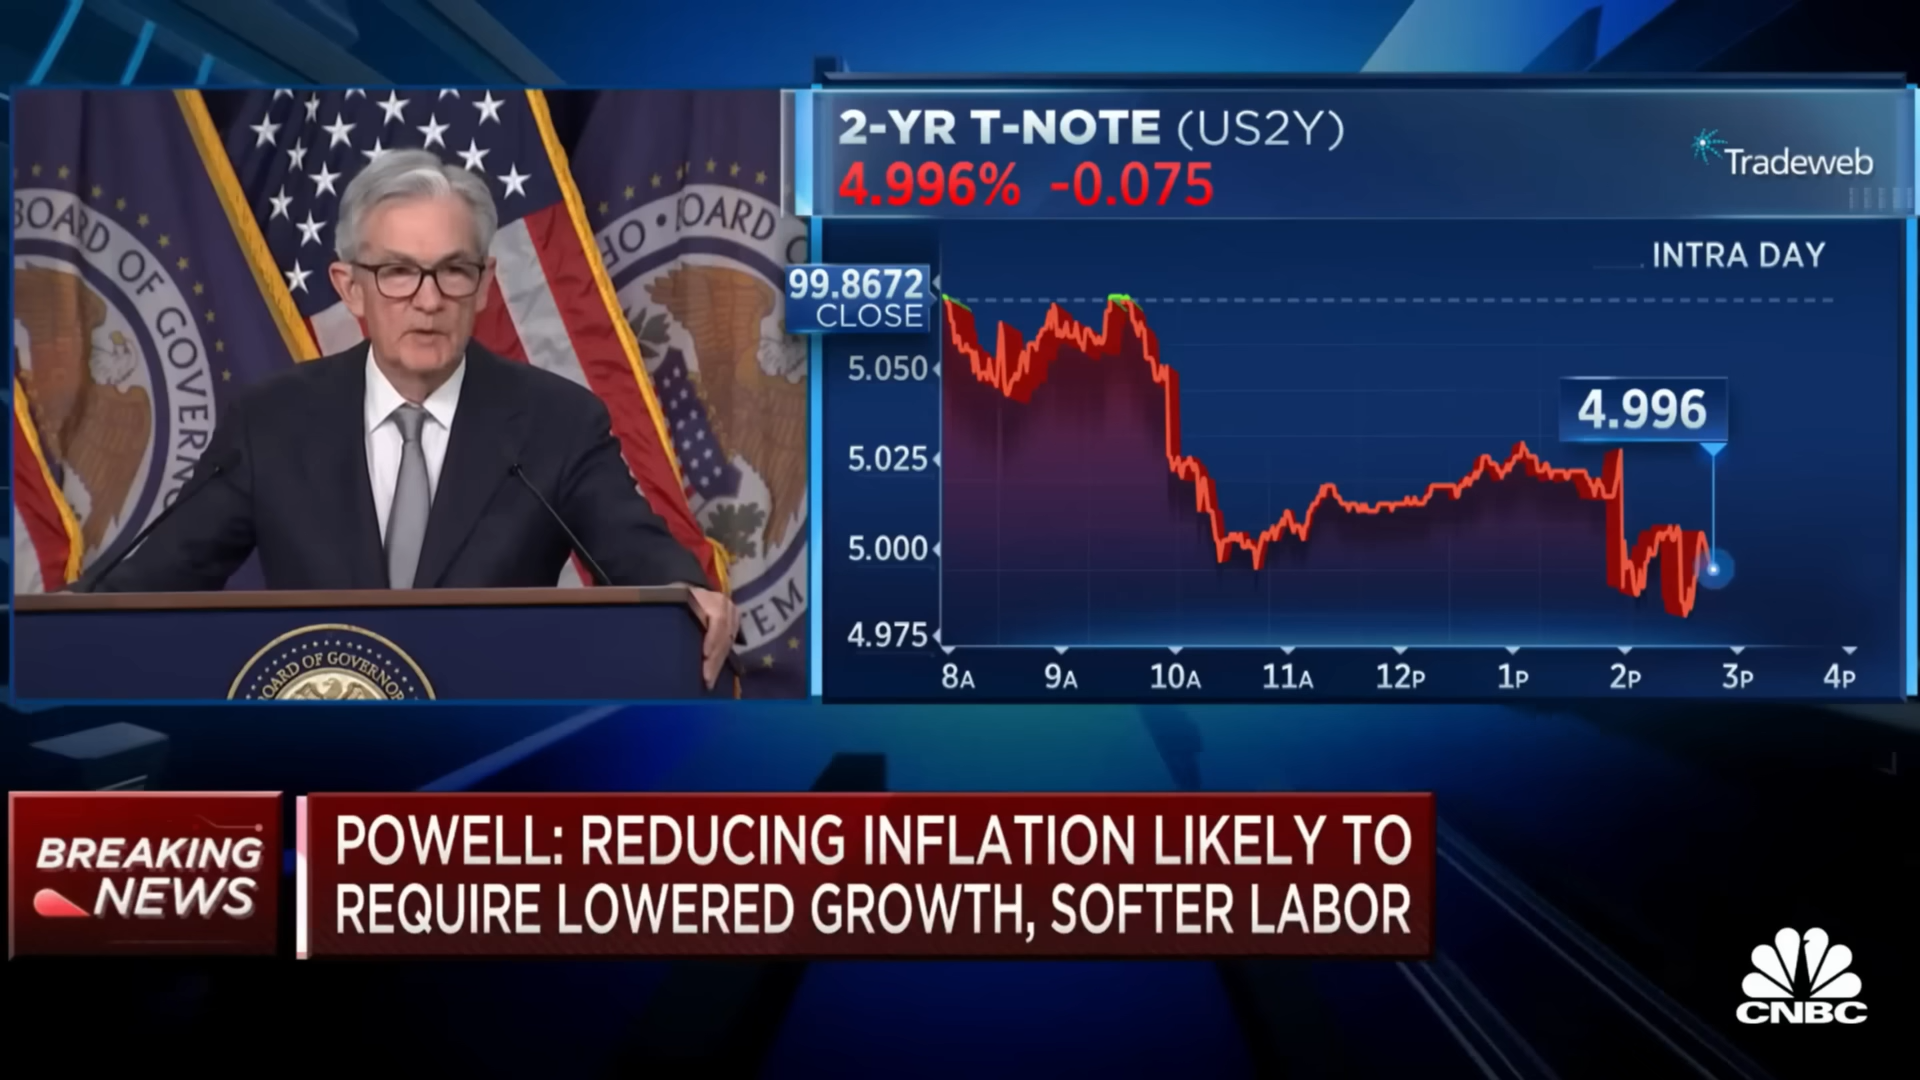 BOARD OF GOVERN
BOARD
TEM
BOARD OF GOVERNOR
2-YR T-NOTE (US2Y)
4.996% -0.075
Tradeweb
INTRA DAY
99.8672
CLOSE
5.050
5.025
5.000
4.975
4.996
8A 9A 10A 11A 12P 1P 2P 3P 4P
BREAKING
NEWS
POWELL: REDUCING INFLATION LIKELY TO
REQUIRE LOWERED GROWTH, SOFTER LABOR
CNBC